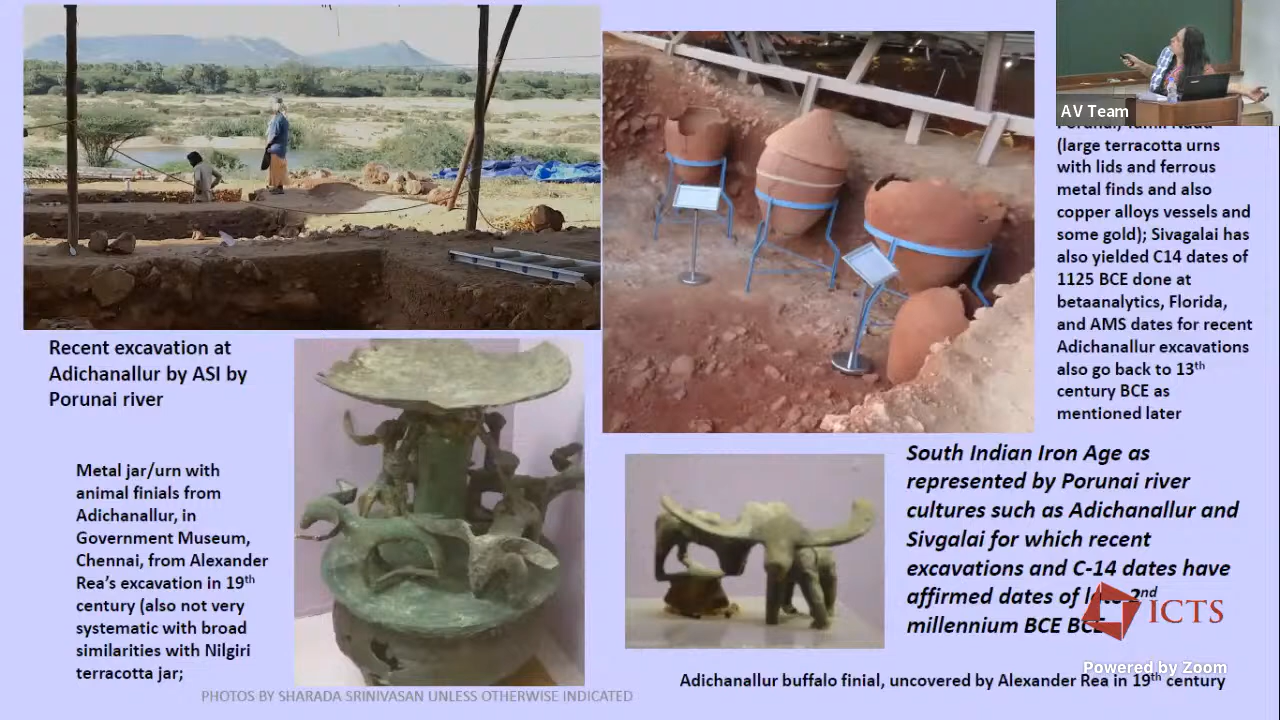 AV Team
(large terracotta urns
with lids and ferrous
metal finds and also
copper alloys vessels and
some gold); Sivagalai has
also yielded C14 dates of
1125 BCE done at
betaanalytics, Florida,
and AMS dates for recent
Adichanallur excavations
also go back to 13th
century BCE as
mentioned later
Recent excavation at
Adichanallur by ASI by
Porunai river
Metal jar/urn with
animal finials from
Adichanallur, in
Government Museum,
Chennai, from Alexander
Rea's excavation in 19th
century (also not very
systematic with broad
similarities with Nilgiri
terracotta jar;
South Indian Iron Age as
represented by Porunai river
cultures such as Adichanallur and
Sivgalai for which recent
excavations and C-14 dates have
affirmed dates of 2nd
millennium BCE BCE
ICTS
Powered by Zoom
Adichanallur buffalo finial, uncovered by Alexander Rea in 19th century
PHOTOS BY SHARADA SRINIVASAN UNLESS OTHERWISE INDICATED